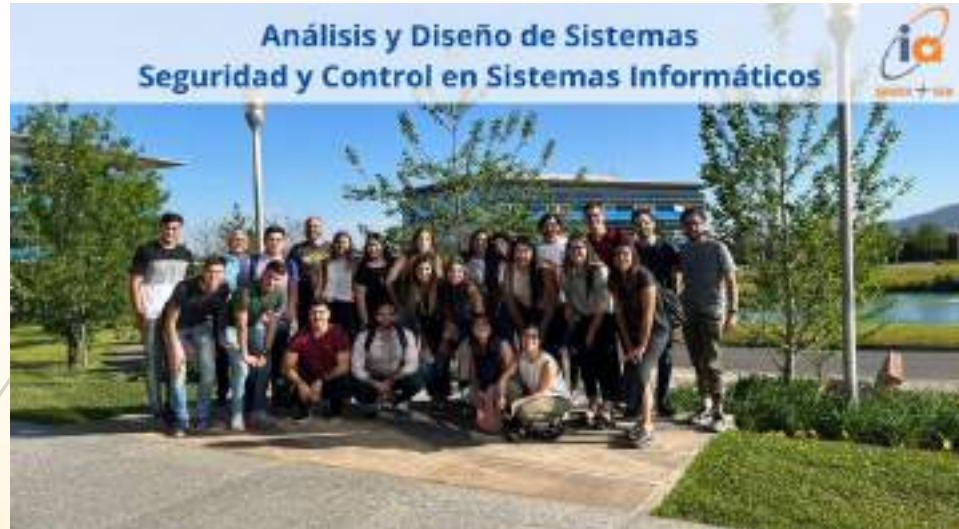 Análisis y Diseño de Sistemas
Seguridad y Control en Sistemas Informáticos
ia